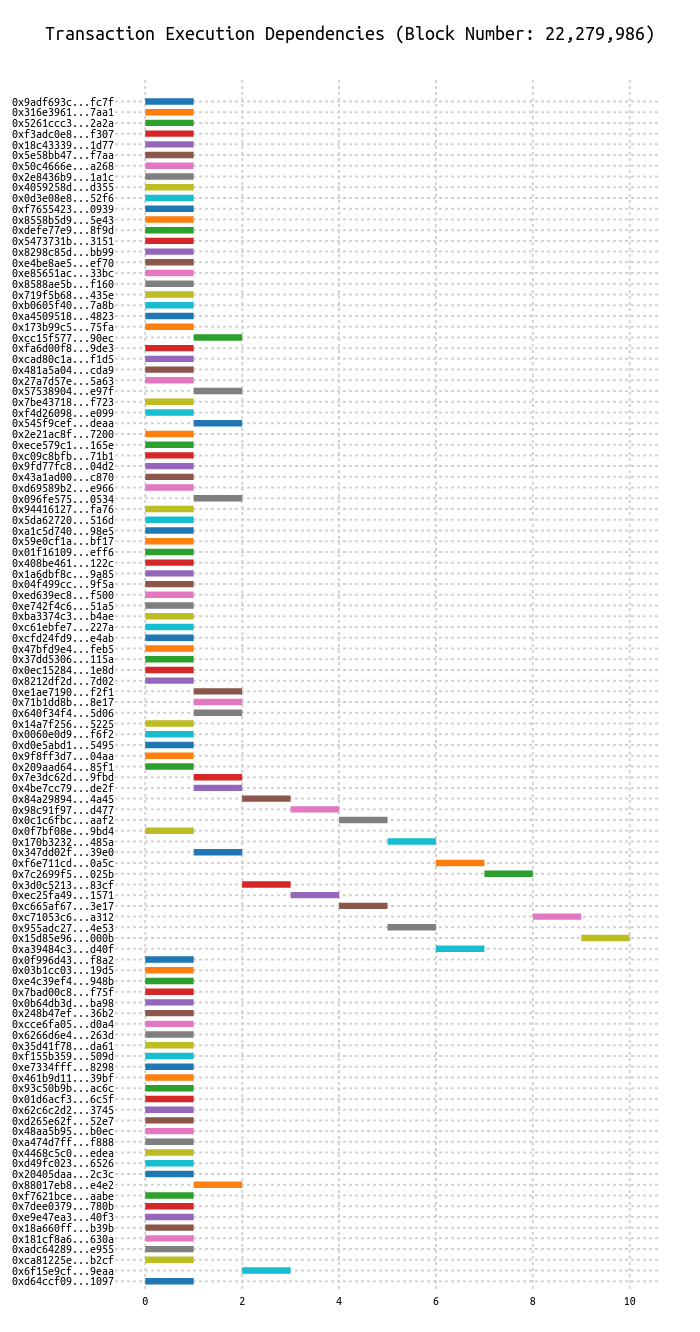 Transaction Execution Dependencies (Block Number: 22,279,986)
0x9adf693c...fc7f
0x316e3961...7aa1
0x5261ccc3...2a2a
0xf3adc0e8...f307
0x18c43339...1d77
0x5e58bb47...f7aa
0x50c4666e...a268
0x2e8436b9...1a1c
0x4059258d...d355
0x0d3e08e8...52f6
0xf7655423...0939
0x8558b5d9...5e43
0xdefe77e9...8f9d
0x5473731b...3151
0x8298c85d...bb99
0xe4be8ae5...ef70
0xe85651ac...33bc
0x8588ae5b...f160
0x719f5b68...435e
0xb0605f40...7a8b
0xa4509518...4823
0x173b99c5...75fa
0xcc15f577...90ec
0xfa6d00f8...9de3
0xcad80c1a...f1d5
0x481a5a04...cda9
0x27a7d57e...5a63
0x57538904...e97f
0x7be43718...f723
0xf4d26098...e099
0x545f9cef...deaa
0x2e21ac8f...7200
0xece579c1...165e
0xc09c8bfb...71b1
0x9fd77fc8...04d2
0x43a1ad00...c870
0xd69589b2...e966
0x096fe575...0534
0x94416127...fa76
0x5da62720...516d
0xa1c5d740...98e5
0x59e0cf1a...bf17
0x01f16109...eff6
0x408be461...122c
0x1a6dbf8c...9a85
0x04f499cc...9f5a
0xed639ec8...f500
0xe742f4c6...51a5
0xba3374c3...b4ae
0xc61ebfe7...227a
0xcfd24fd9...e4ab
0x47bfd9e4...feb5
0x37dd5306...115a
0x0ec15284...1e8d
0x8212df2d...7d02
0xe1ae7190...f2f1
0x71b1dd8b...8e17
0x640f34f4...5d06
0x14a7f256...5225
0x0060e0d9...f6f2
0xd0e5abd1...5495
0x9f8ff3d7...04aa
0x209aad64...85f1
0x7e3dc62d...9fbd
0x4be7cc79...de2f
0x84a29894...4a45
0x98c91f97...d477
0x0c1c6fbc...aaf2
0x0f7bf08e...9bd4
0x170b3232...485a
0x347dd02f...39e0
0xf6e711cd...0a5c
0x7c2699f5...025b
0x3d0c5213...83cf
0xec25fa49...1571
0xc665af67...3e17
0xc71053c6...a312
0x955adc27...4e53
0x15d85e96...000b
0xa39484c3...d40f
0x0f996d43...f8a2
0x03b1cc03...19d5
0xe4c39ef4...948b
0x7bad00c8...f75f
0x0b64db3d...ba98
0x248b47ef...36b2
0xcce6fa05...d0a4
0x6266d6e4...263d
0x35d41f78...da61
0xf155b359...509d
0xe7334fff...8298
0x461b9d11...39bf
0x93c50b9b...ac6c
0x01d6acf3...6c5f
0x62c6c2d2...3745
0xd265e62f...52e7
0x48aa5b95...b0ec
0xa474d7ff...f888
0x4468c5c0...edea
0xd49fc023...6526
0x20405daa...2c3c
0x88017eb8...e4e2
0xf7621bce...aabe
0x7dee0379...780b
0xe9e47ea3...40f3
0x18a660ff...b39b
0x181cf8a6...630a
0xadc64289...e955
0xca81225e...b2cf
0x6f15e9cf...9eaa
0xd64ccf09...1097
0 2 4 6 8 10